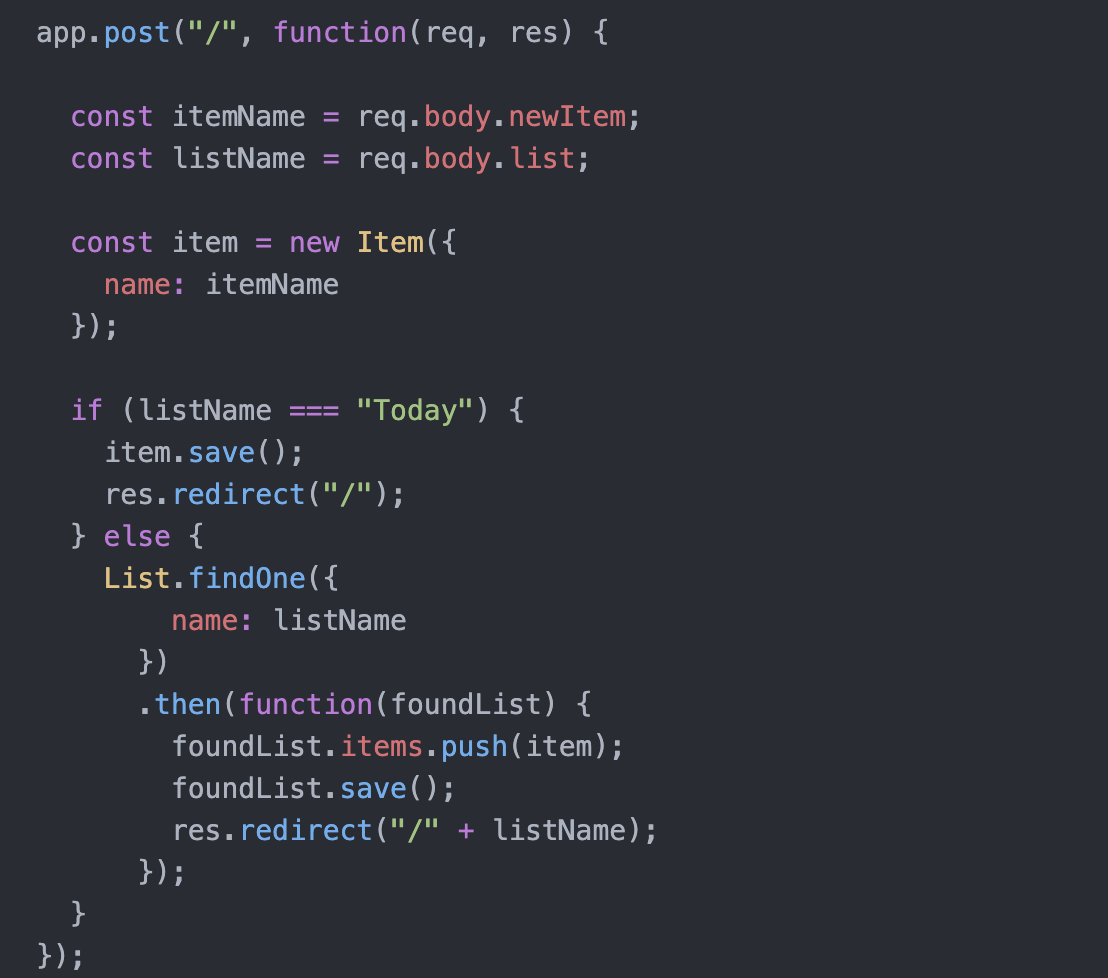 app.post("/", function(req, res) {

  const itemName = req.body.newItem;
  const listName = req.body.list;

  const item = new Item({
    name: itemName
  });

  if (listName === "Today") {
    item.save();
    res.redirect("/");
  } else {
    List.findOne({
        name: listName
      })
      .then(function(foundList) {
        foundList.items.push(item);
        foundList.save();
        res.redirect("/" + listName);
      });
  }
});